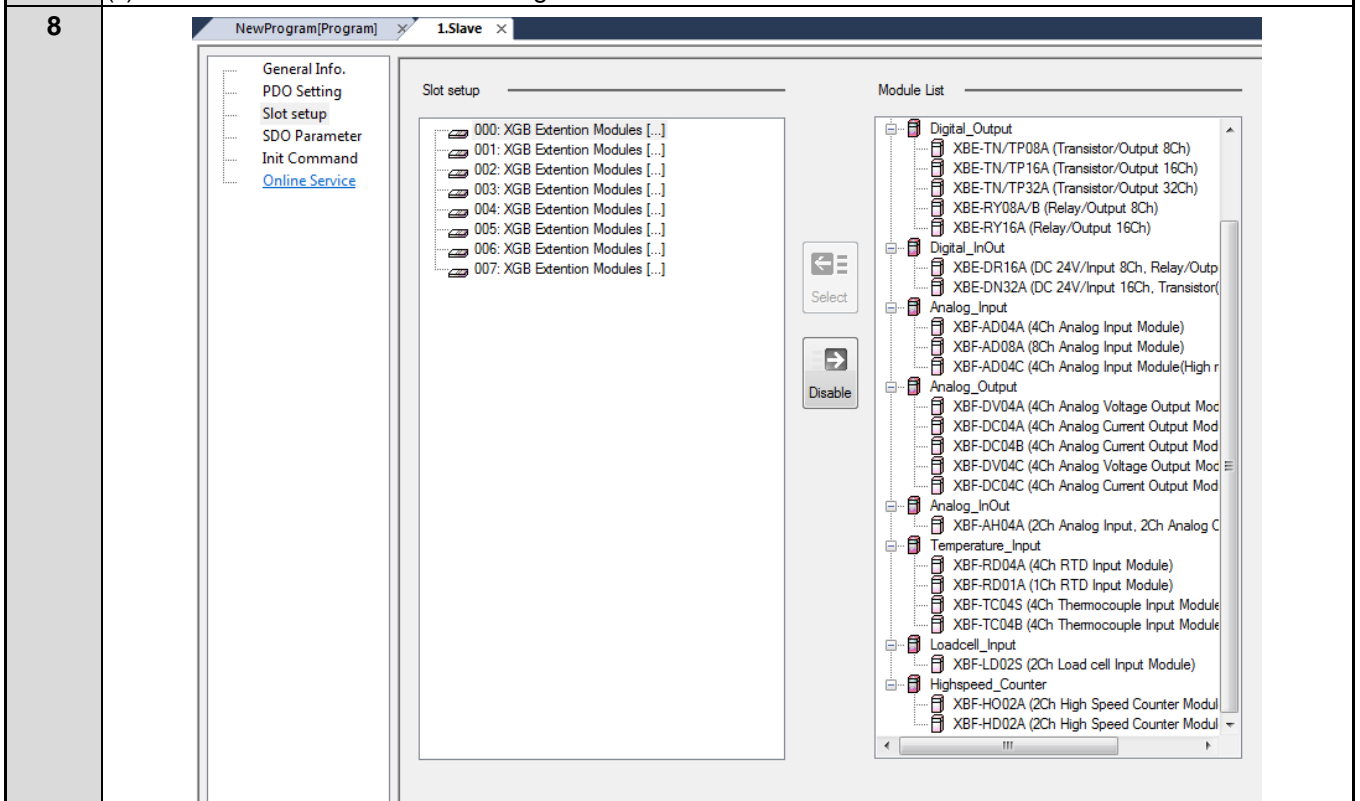 8
NewProgram[Program]
1.Slave
General Info.
PDO Setting
Slot setup
SDO Parameter
Init Command
Online Service
Slot setup
000: XGB Extention Modules [...]
001: XGB Extention Modules [...]
002: XGB Extention Modules [...]
003: XGB Extention Modules [...]
004: XGB Extention Modules [...]
005: XGB Extention Modules [...]
006: XGB Extention Modules [...]
007: XGB Extention Modules [...]
Select
Disable
Module List
Digital_Output
XBE-TN/TP08A (Transistor/Output 8Ch)
XBE-TN/TP16A (Transistor/Output 16Ch)
XBE-TN/TP32A (Transistor/Output 32Ch)
XBE-RY08A/B (Relay/Output 8Ch)
XBE-RY16A (Relay/Output 16Ch)
Digital_InOut
XBE-DR16A (DC 24V/Input 8Ch, Relay/Outp
XBE-DN32A (DC 24V/Input 16Ch, Transistor(
Analog_Input
XBF-AD04A (4Ch Analog Input Module)
XBF-AD08A (8Ch Analog Input Module)
XBF-AD04C (4Ch Analog Input Module(High r
Analog_Output
XBF-DV04A (4Ch Analog Voltage Output Mod
XBF-DC04A (4Ch Analog Current Output Mod
XBF-DC04B (4Ch Analog Current Output Mod
XBF-DV04C (4Ch Analog Voltage Output Mod
XBF-DC04C (4Ch Analog Current Output Mod
Analog_InOut
XBF-AH04A (2Ch Analog Input, 2Ch Analog C
Temperature_Input
XBF-RD04A (4Ch RTD Input Module)
XBF-RD01A (1Ch RTD Input Module)
XBF-TC04S (4Ch Thermocouple Input Module
XBF-TC04B (4Ch Thermocouple Input Module
Loadcell_Input
XBF-LD02S (2Ch Load cell Input Module)
Highspeed_Counter
XBF-HO02A (2Ch High Speed Counter Modul
XBF-HD02A (2Ch High Speed Counter Modul